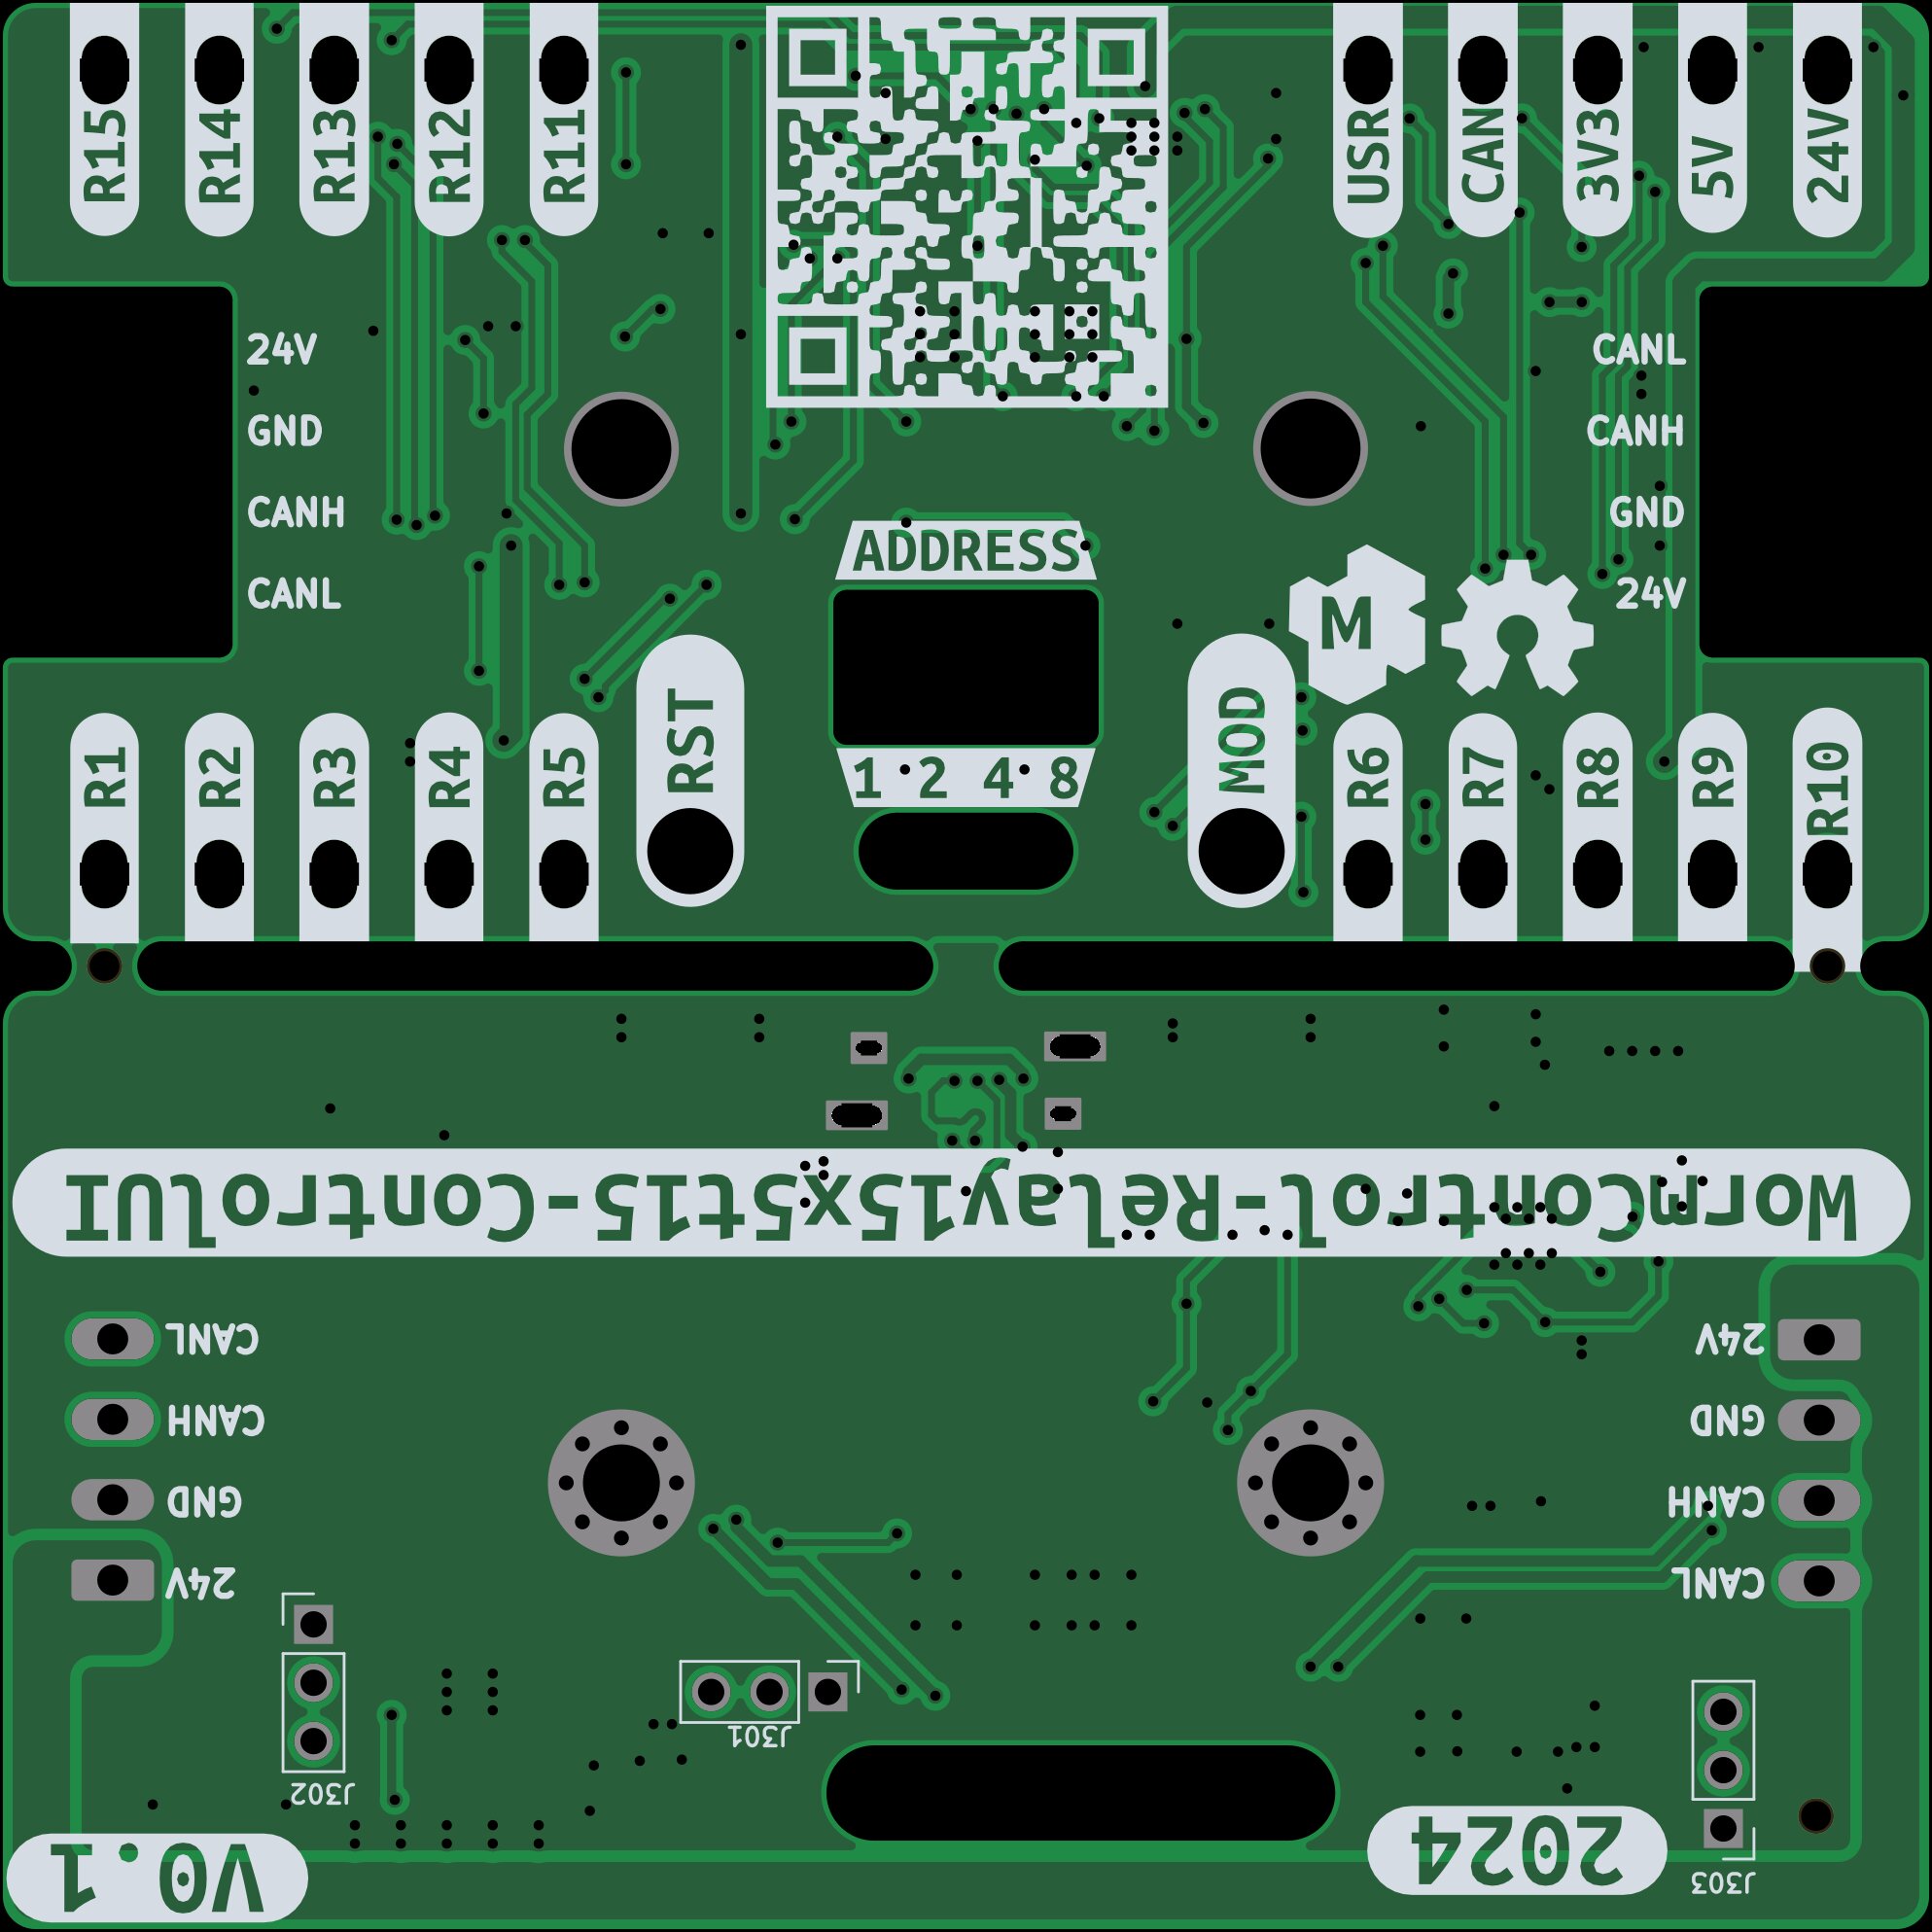 R15 R14 R13 R12 R11 USR CAN 3V3 5V 24V
24V CANL
GND CANH
CANH GND
CANL 24V
ADDRESS
M
R1 R2 R3 R4 R5 RST 1 2 4 8 MOD R6 R7 R8 R9 R10
WormControl-Relay15x5t15-ControlUI
CANL 24V
CANH GND
GND CANH
24V CANL
J301
J302
V0.1 2024
J303